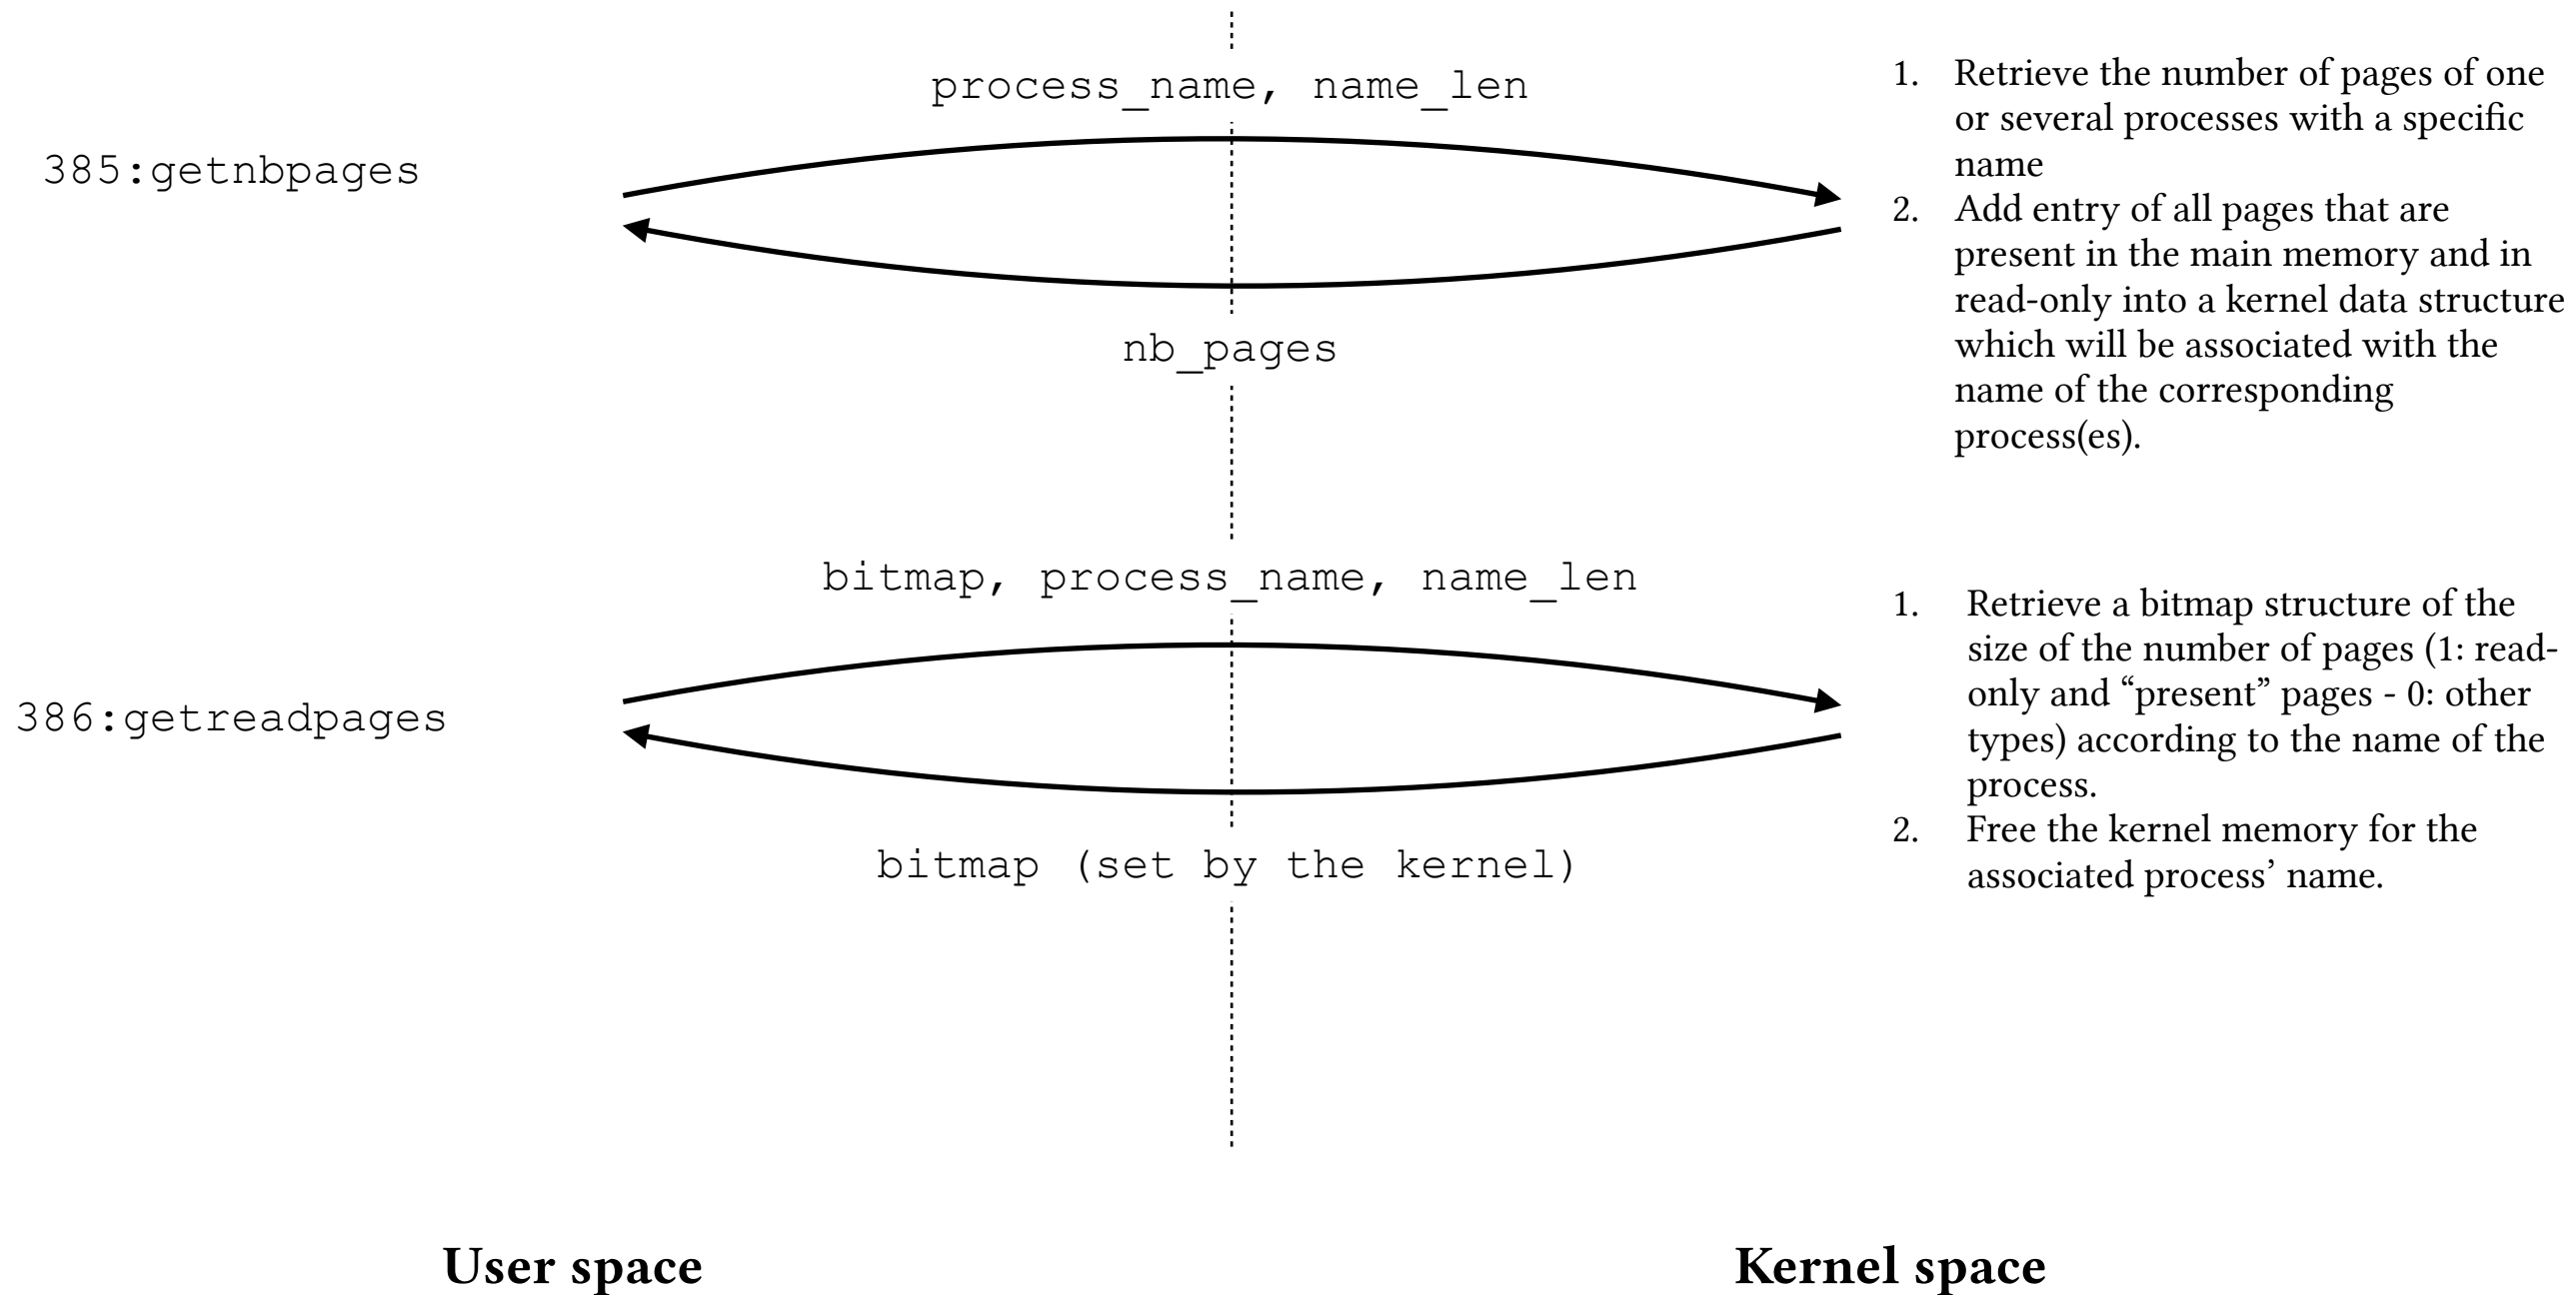 process_name, name_len
385:getnbpages
nb_pages
1. Retrieve the number of pages of one
or several processes with a specific
name
2. Add entry of all pages that are
present in the main memory and in
read-only into a kernel data structure
which will be associated with the
name of the corresponding
process(es).
bitmap, process_name, name_len
386:getreadpages
bitmap (set by the kernel)
1. Retrieve a bitmap structure of the
size of the number of pages (1: read-
only and “present” pages - 0: other
types) according to the name of the
process.
2. Free the kernel memory for the
associated process’ name.
User space
Kernel space